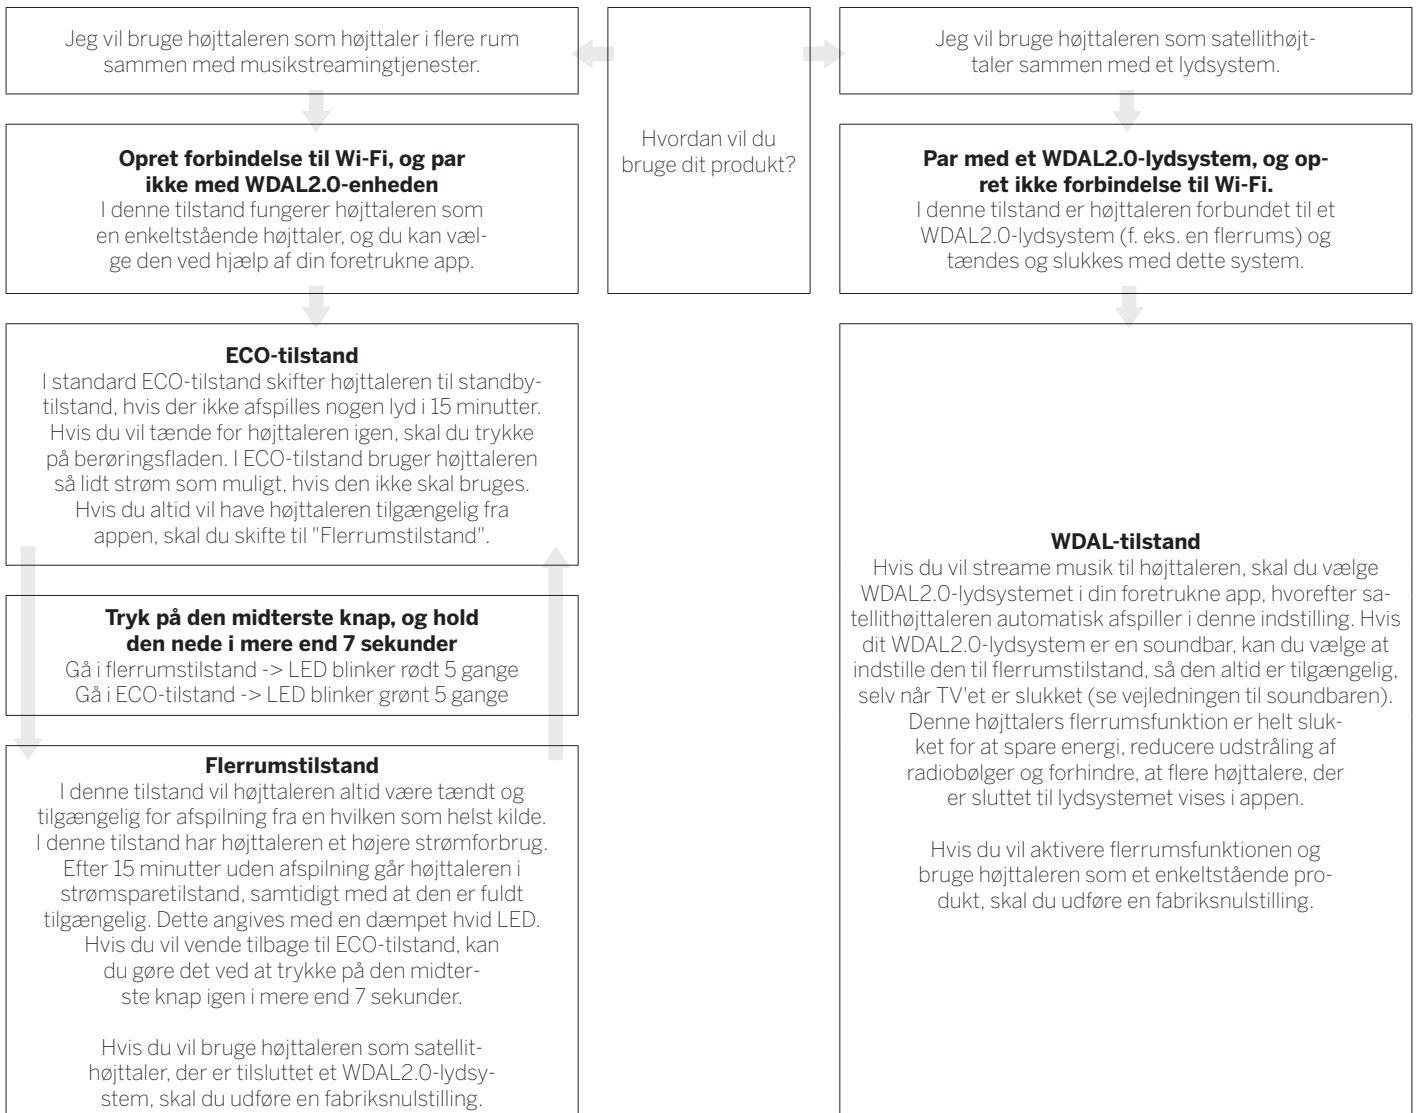 Hvordan vil du
bruge dit produkt?
Jeg vil bruge højttaleren som højttaler i flere rum
sammen med musikstreamingtjenester.
Opret forbindelse til Wi-Fi, og par
ikke med WDAL2.0-enheden
I denne tilstand fungerer højttaleren som
en enkeltstående højttaler, og du kan væl-
ge den ved hjælp af din foretrukne app.
ECO-tilstand
I standard ECO-tilstand skifter højttaleren til standby-
tilstand, hvis der ikke afspilles nogen lyd i 15 minutter.
Hvis du vil tænde for højttaleren igen, skal du trykke
på berøringsfladen. I ECO-tilstand bruger højttaleren
så lidt strøm som muligt, hvis den ikke skal bruges.
Hvis du altid vil have højttaleren tilgængelig fra
appen, skal du skifte til "Flerrumstilstand".
Tryk på den midterste knap, og hold
den nede i mere end 7 sekunder
Gå i flerrumstilstand -> LED blinker rødt 5 gange
Gå i ECO-tilstand -> LED blinker grønt 5 gange
Flerrumstilstand
I denne tilstand vil højttaleren altid være tændt og
tilgængelig for afspilning fra en hvilken som helst kilde.
I denne tilstand har højttaleren et højere strømforbrug.
Efter 15 minutter uden afspilning går højttaleren i
strømsparetilstand, samtidigt med at den er fuldt
tilgængelig. Dette angives med en dæmpet hvid LED.
Hvis du vil vende tilbage til ECO-tilstand, kan
du gøre det ved at trykke på den midter-
ste knap igen i mere end 7 sekunder.
Hvis du vil bruge højttaleren som satellit-
højttaler, der er tilsluttet et WDAL2.0-lydsy-
stem, skal du udføre en fabriksnulstilling.
Jeg vil bruge højttaleren som satellithøjt-
taler sammen med et lydsystem.
Par med et WDAL2.0-lydsystem, og op-
ret ikke forbindelse til Wi-Fi.
I denne tilstand er højttaleren forbundet til et
WDAL2.0-lydsystem (f. eks. en flerrums) og
tændes og slukkes med dette system.
WDAL-tilstand
Hvis du vil streame musik til højttaleren, skal du vælge
WDAL2.0-lydsystemet i din foretrukne app, hvorefter sa-
tellithøjttaleren automatisk afspiller i denne indstilling. Hvis
dit WDAL2.0-lydsystem er en soundbar, kan du vælge at
indstille den til flerrumstilstand, så den altid er tilgængelig,
selv når TV'et er slukket (se vejledningen til soundbaren).
Denne højttalers flerrumsfunktion er helt sluk-
ket for at spare energi, reducere udstråling af
radiobølger og forhindre, at flere højttalere, der
er sluttet til lydsystemet vises i appen.
Hvis du vil aktivere flerrumsfunktionen og
bruge højttaleren som et enkeltstående pro-
dukt, skal du udføre en fabriksnulstilling.